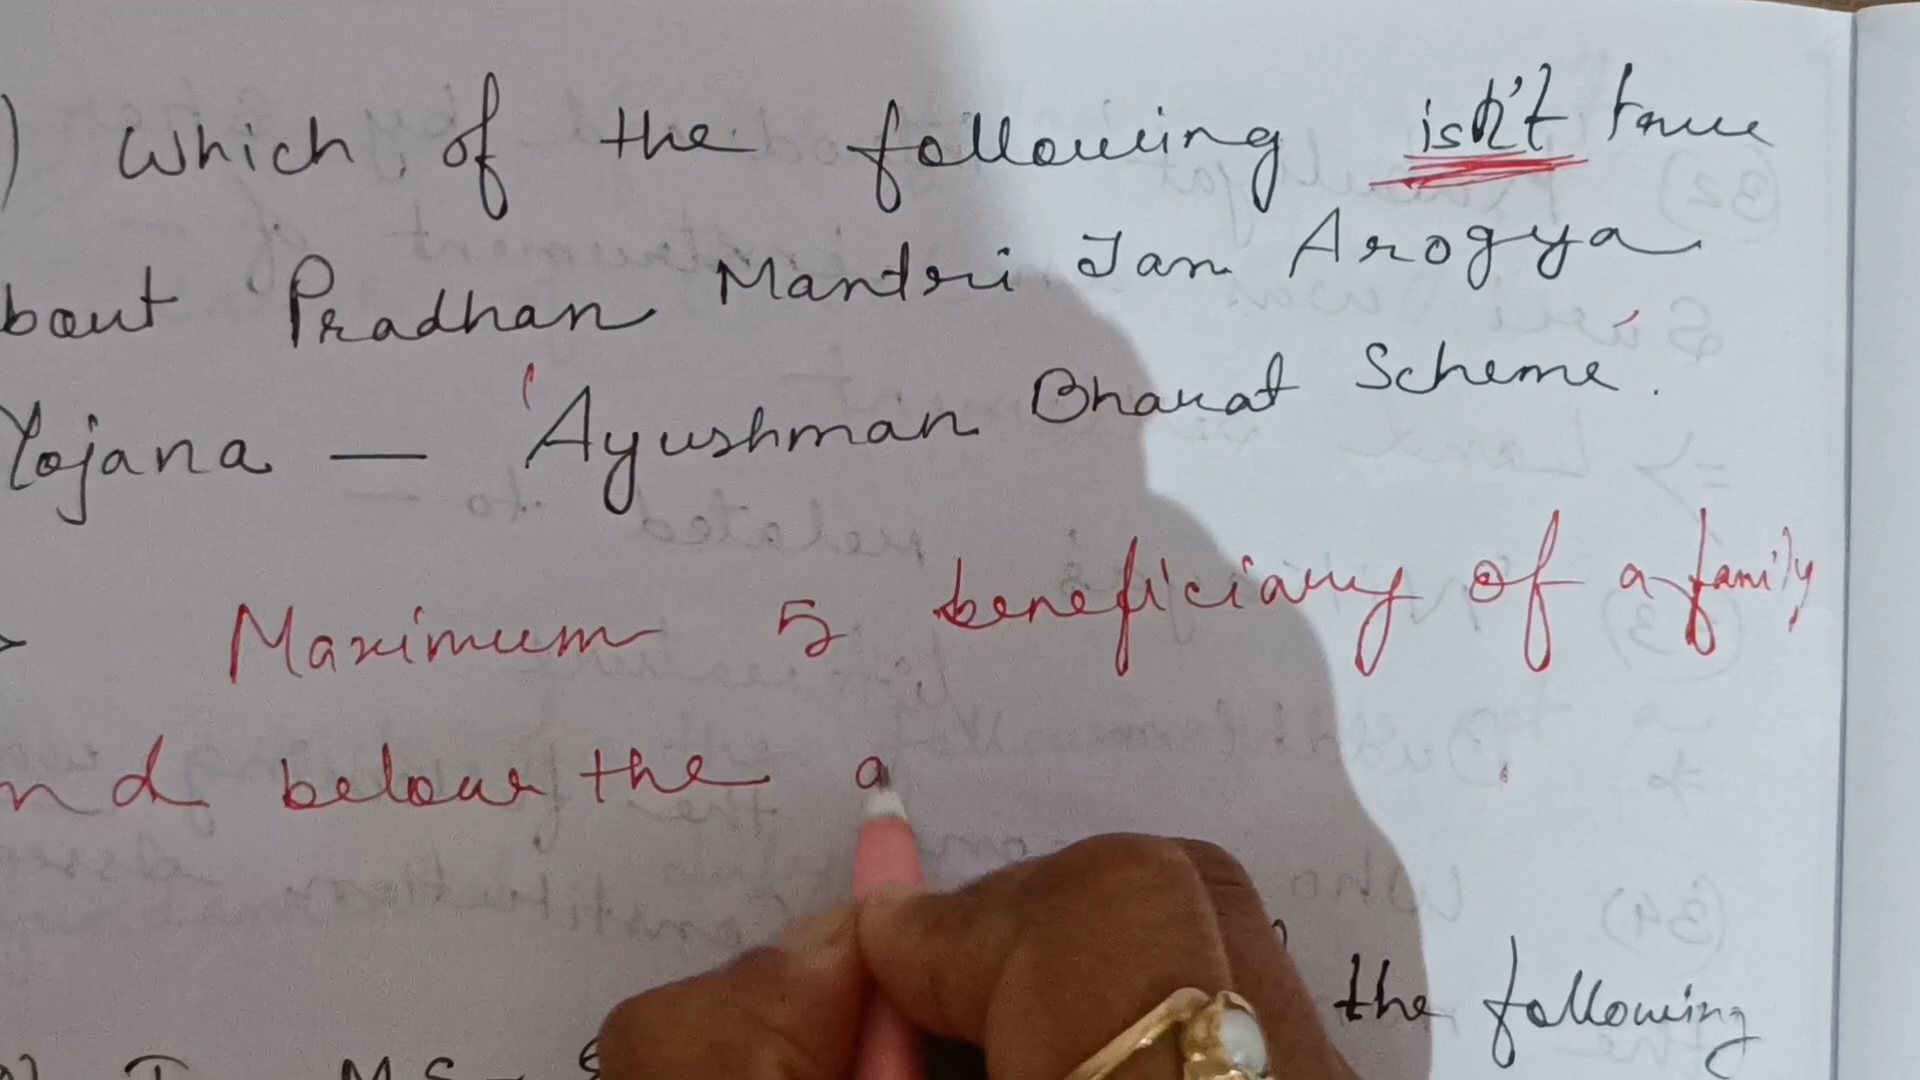 ) Which of the following isn't true
bout Pradhan Mantri Jan Arogya
Yojana — 'Ayushman Bharat Scheme.
Maximum 5 beneficiary of a family
nd below the a
the following